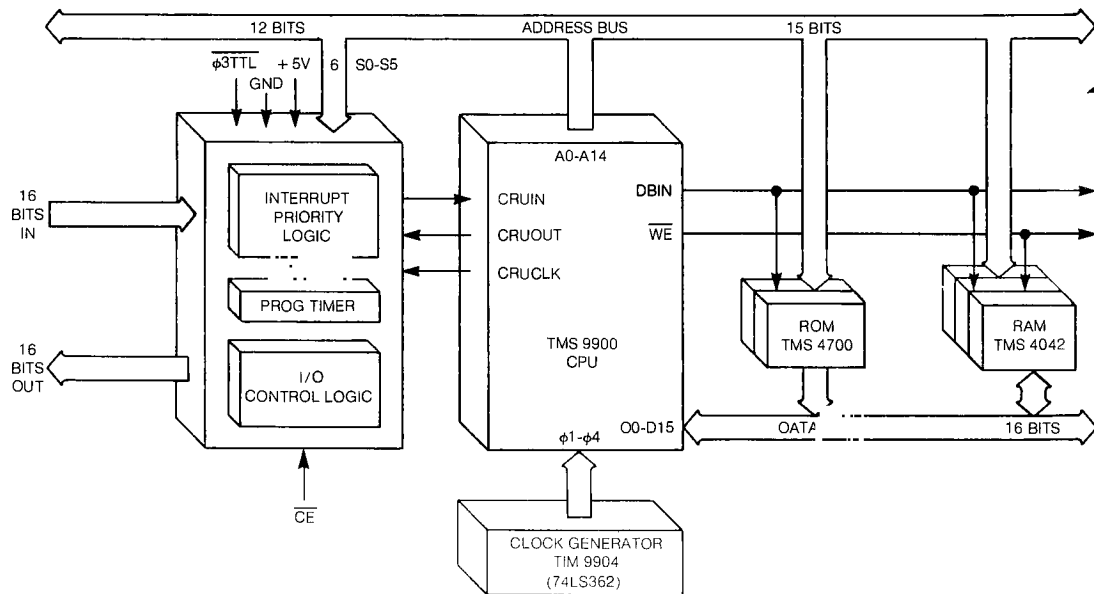 12 BITS
ADDRESS BUS
15 BITS
φ3TTL
+ 5V
6
S0-S5
GND
A0-A14
16
BITS
IN
INTERRUPT
PRIORITY
LOGIC
CRUIN
CRUOUT
CRUCLK
DBIN
WE
PROG TIMER
TMS 9900
CPU
ROM
TMS 4700
RAM
TMS 4042
16
BITS
OUT
I/O
CONTROL LOGIC
O0-D15
OATA
16 BITS
φ1-φ4
CE
CLOCK GENERATOR
TIM 9904
(74LS362)